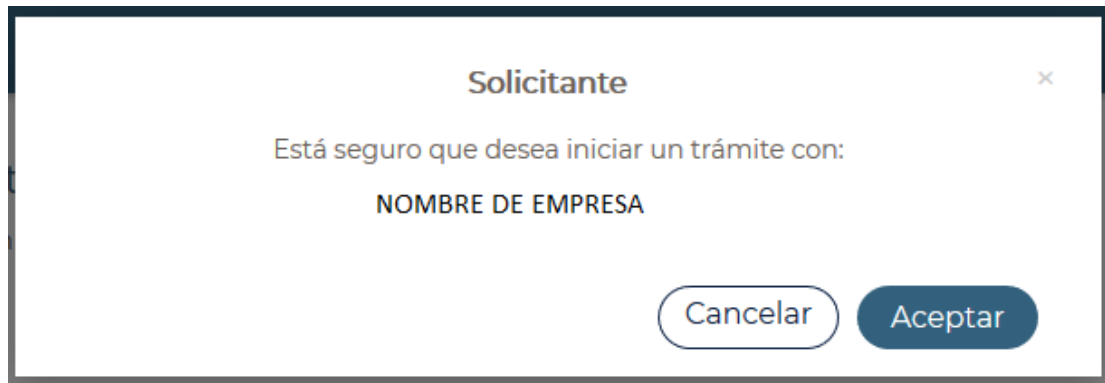 Solicitante
×
Está seguro que desea iniciar un trámite con:
NOMBRE DE EMPRESA
Cancelar
Aceptar